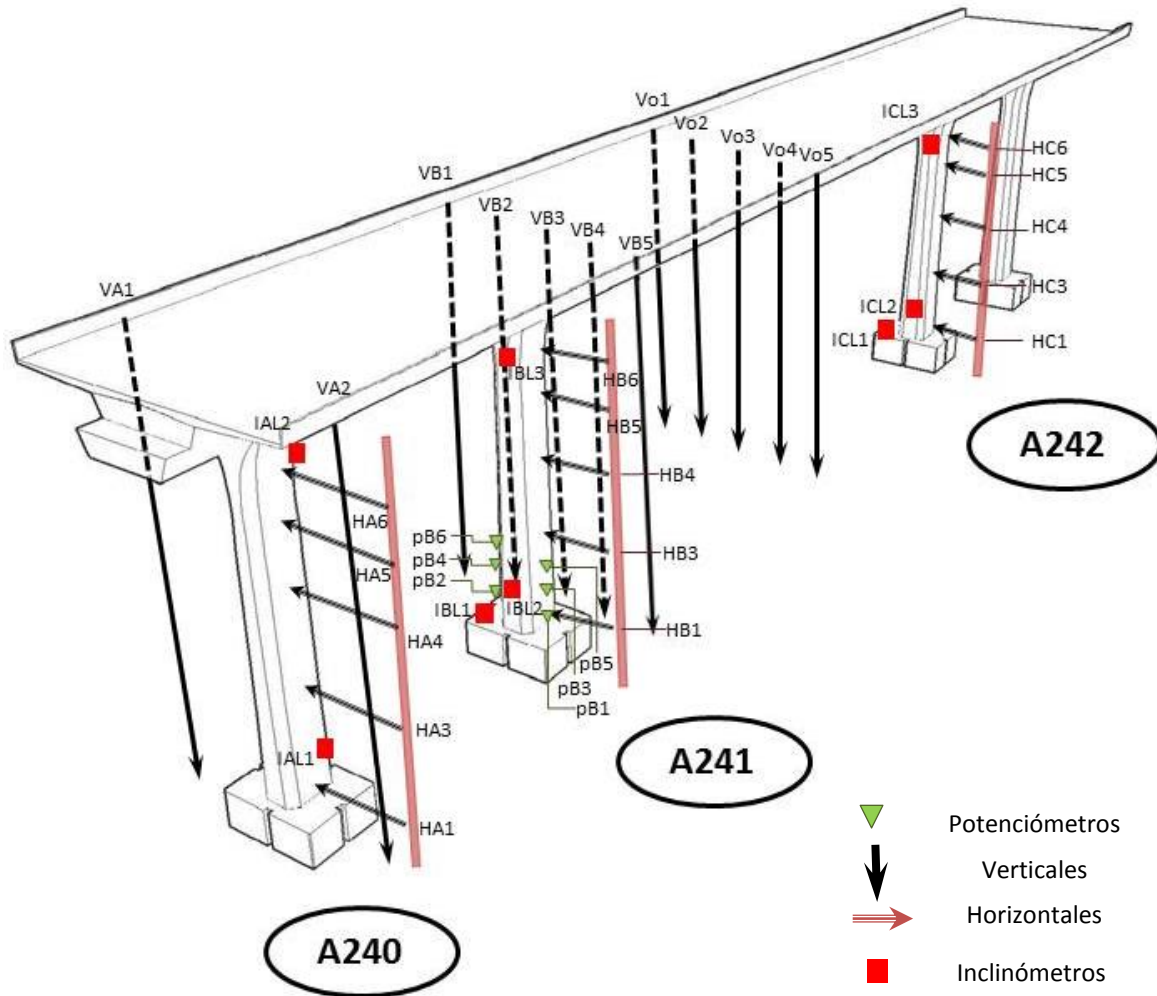 Vo1
Vo2
Vo3
Vo4
Vo5
ICL3
HC6
HC5
HC4
HC3
HC1
ICL2
ICL1
VB1
VB2
VB3
VB4
VB5
VA1
VA2
IAL2
IBL3
HB6
HB5
HB4
HB3
HB1
A242
HA6
HA5
HA4
HA3
HA1
IAL1
pB6
pB4
pB2
IBL1
IBL2
pB5
pB3
pB1
A241
A240
Potenciómetros
Verticales
Horizontales
Inclinómetros